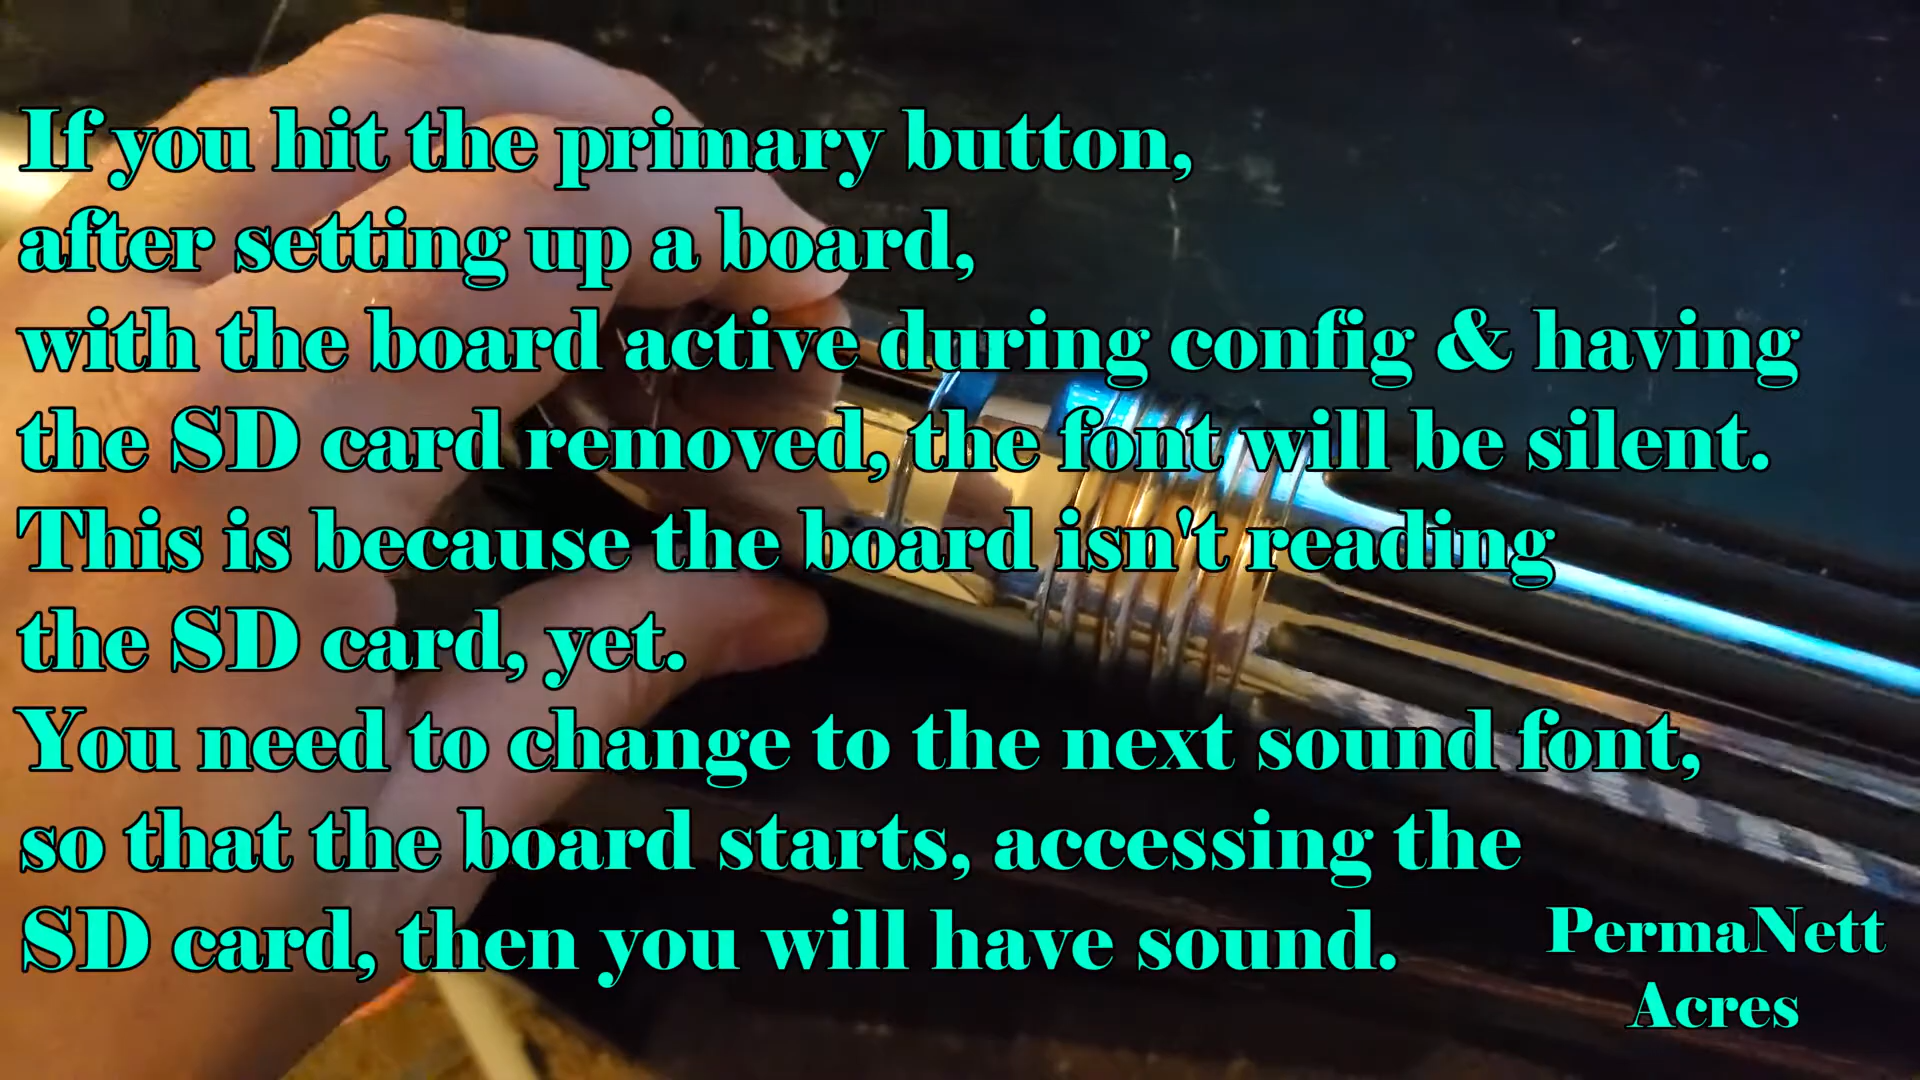 If you hit the primary button,
after setting up a board,
with the board active during config & having
the SD card removed, the font will be silent.
This is because the board isn't reading
the SD card, yet.
You need to change to the next sound font,
so that the board starts, accessing the
SD card, then you will have sound.
PermaNett
Acres